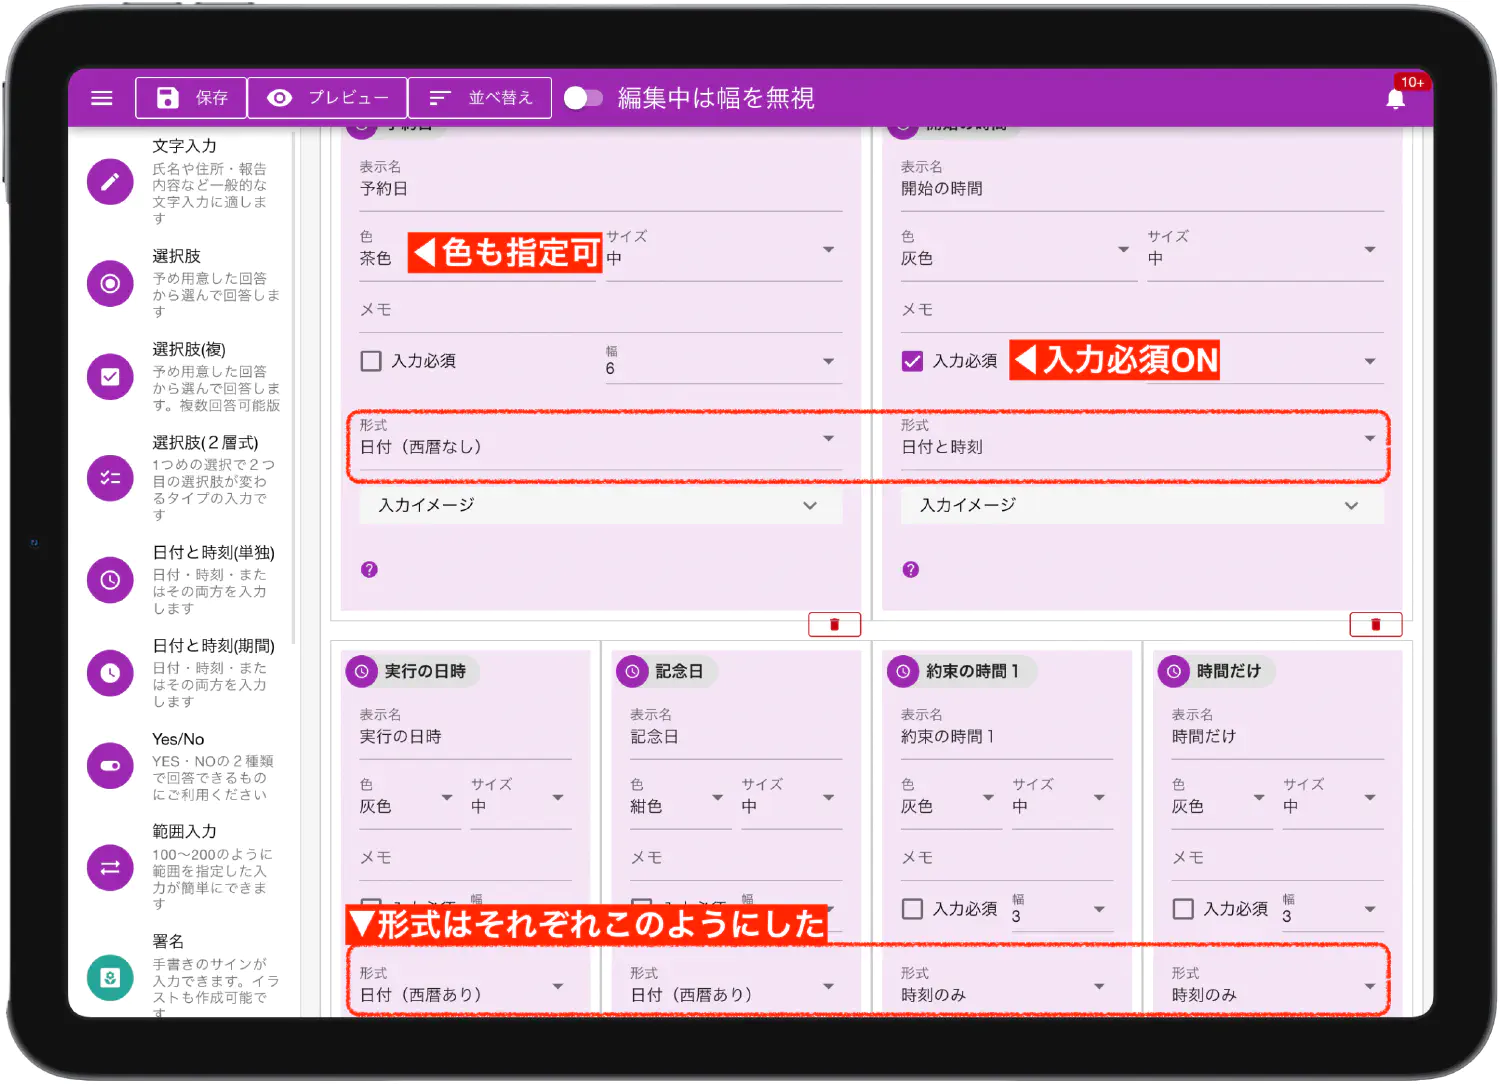 保存
プレビュー
並べ替え
編集中は幅を無視
10+
文字入力
氏名や住所・報告
内容など一般的な
文字入力に適しま
す
選択肢
予め用意した回答
から選んで回答しま
す
選択肢(複)
予め用意した回答
から選んで回答しま
す。複数回答可能版
選択肢(２層式)
1つめの選択で２つ
目の選択肢が変わ
るタイプの入力で
す
日付と時刻(単独)
日付・時刻・また
はその両方を入力
します
日付と時刻(期間)
日付・時刻・また
はその両方を入力
します
Yes/No
YES・NOの２種類
で回答できるもの
にご利用ください
範囲入力
100〜200のように
範囲を指定した入
力が簡単にできま
す
署名
手書きのサインが
入力できます。イラ
ストも作成可能で
す
予約日
表示名
予約日
色
茶色
◀色も指定可
サイズ
中
メモ
入力必須
幅
6
形式
日付（西暦なし）
入力イメージ
開始の時間
表示名
開始の時間
色
灰色
サイズ
中
メモ
入力必須
◀入力必須ON
形式
日付と時刻
入力イメージ
実行の日時
表示名
実行の日時
色
灰色
サイズ
中
メモ
入力必須
幅
▼形式はそれぞれこのようにした
形式
日付（西暦あり）
記念日
表示名
記念日
色
紺色
サイズ
中
メモ
入力必須
幅
形式
日付（西暦あり）
約束の時間１
表示名
約束の時間１
色
灰色
サイズ
中
メモ
入力必須
幅
3
形式
時刻のみ
時間だけ
表示名
時間だけ
色
灰色
サイズ
中
メモ
入力必須
幅
3
形式
時刻のみ